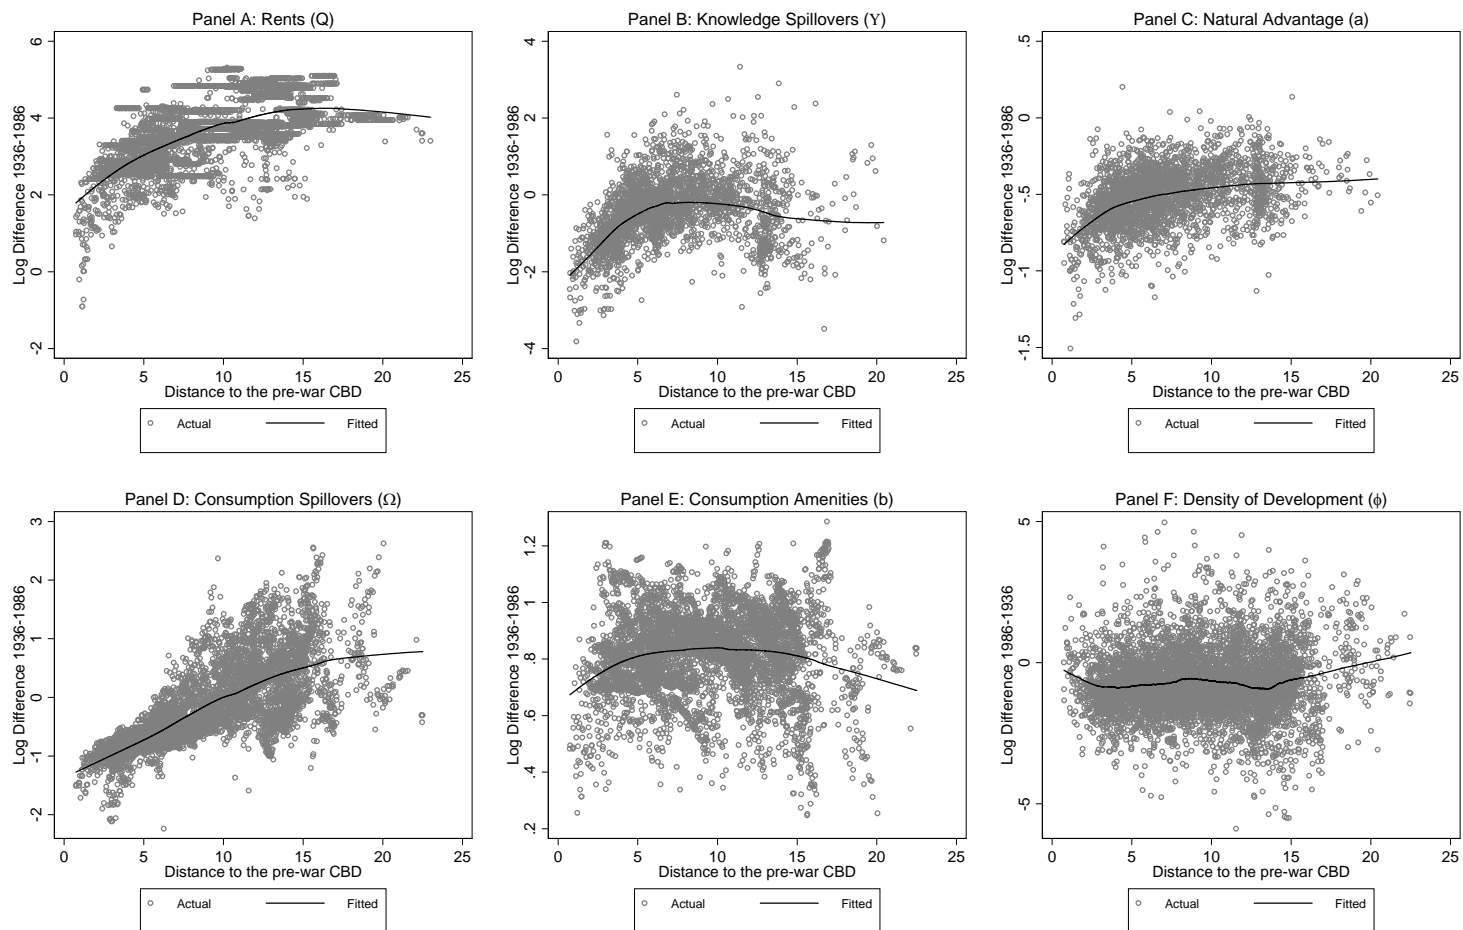 Panel A: Rents (Q)
Log Difference 1936-1986
6
4
2
0
-2
0 5 10 15 20 25
Distance to the pre-war CBD
Actual Fitted
Panel B: Knowledge Spillovers (Υ)
Log Difference 1936-1986
4
2
0
-2
-4
0 5 10 15 20 25
Distance to the pre-war CBD
Actual Fitted
Panel C: Natural Advantage (a)
Log Difference 1936-1986
.5
0
-.5
-1
-1.5
0 5 10 15 20 25
Distance to the pre-war CBD
Actual Fitted
Panel D: Consumption Spillovers (Ω)
Log Difference 1936-1986
3
2
1
0
-1
-2
0 5 10 15 20 25
Distance to the pre-war CBD
Actual Fitted
Panel E: Consumption Amenities (b)
Log Difference 1936-1986
1.2
1
.8
.6
.4
.2
0 5 10 15 20 25
Distance to the pre-war CBD
Actual Fitted
Panel F: Density of Development (ϕ)
Log Difference 1986-1936
5
0
-5
0 5 10 15 20 25
Distance to the pre-war CBD
Actual Fitted